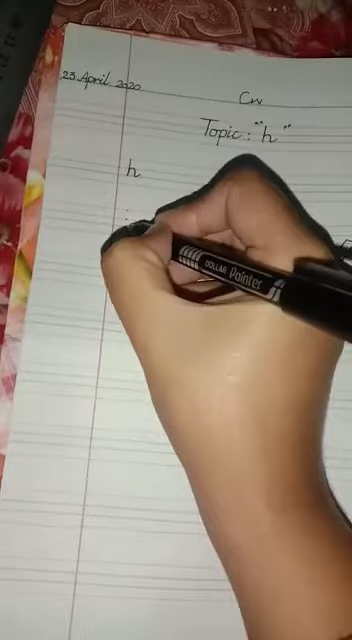 23 April 2020
Cw
Topic: "h"
h
DOLLAR Painter